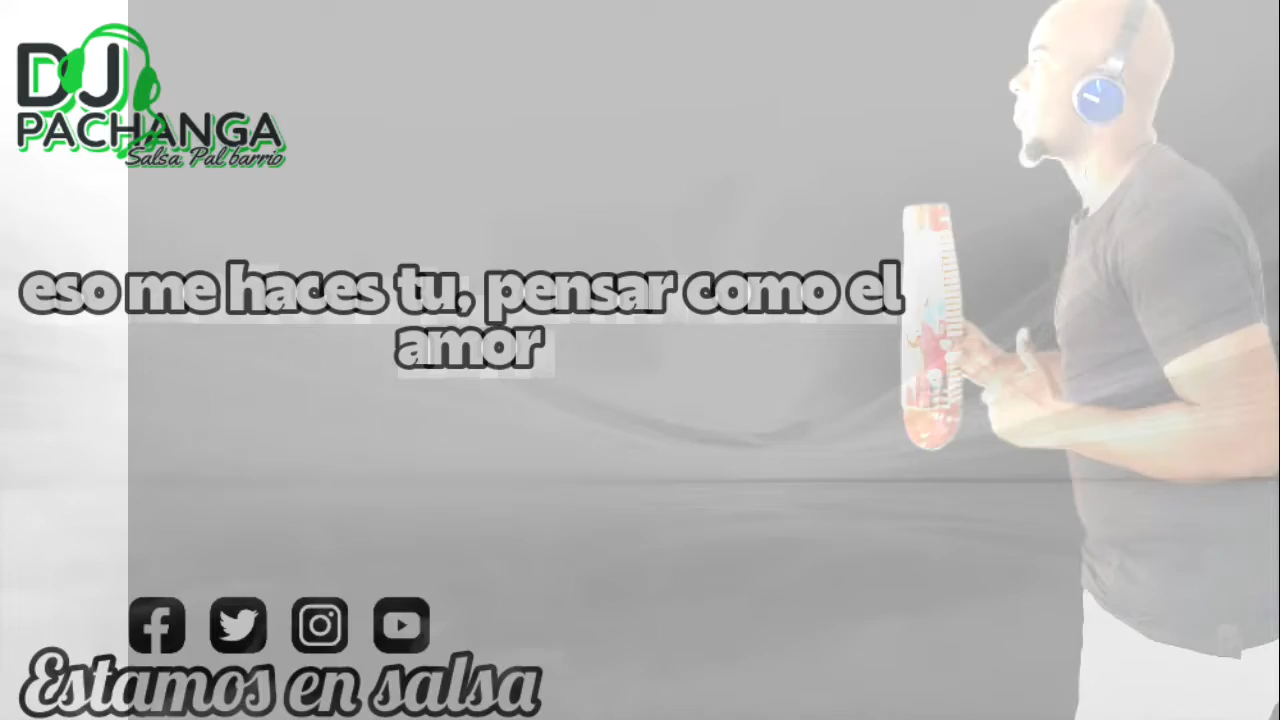 DJ
PACHANGA
Salsa Pal barrio
eso me haces tu, pensar como el
amor
Estamos en salsa